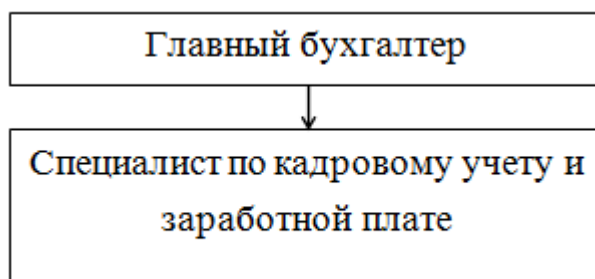 Главный бухгалтер
Специалист по кадровому учету и
заработной плате